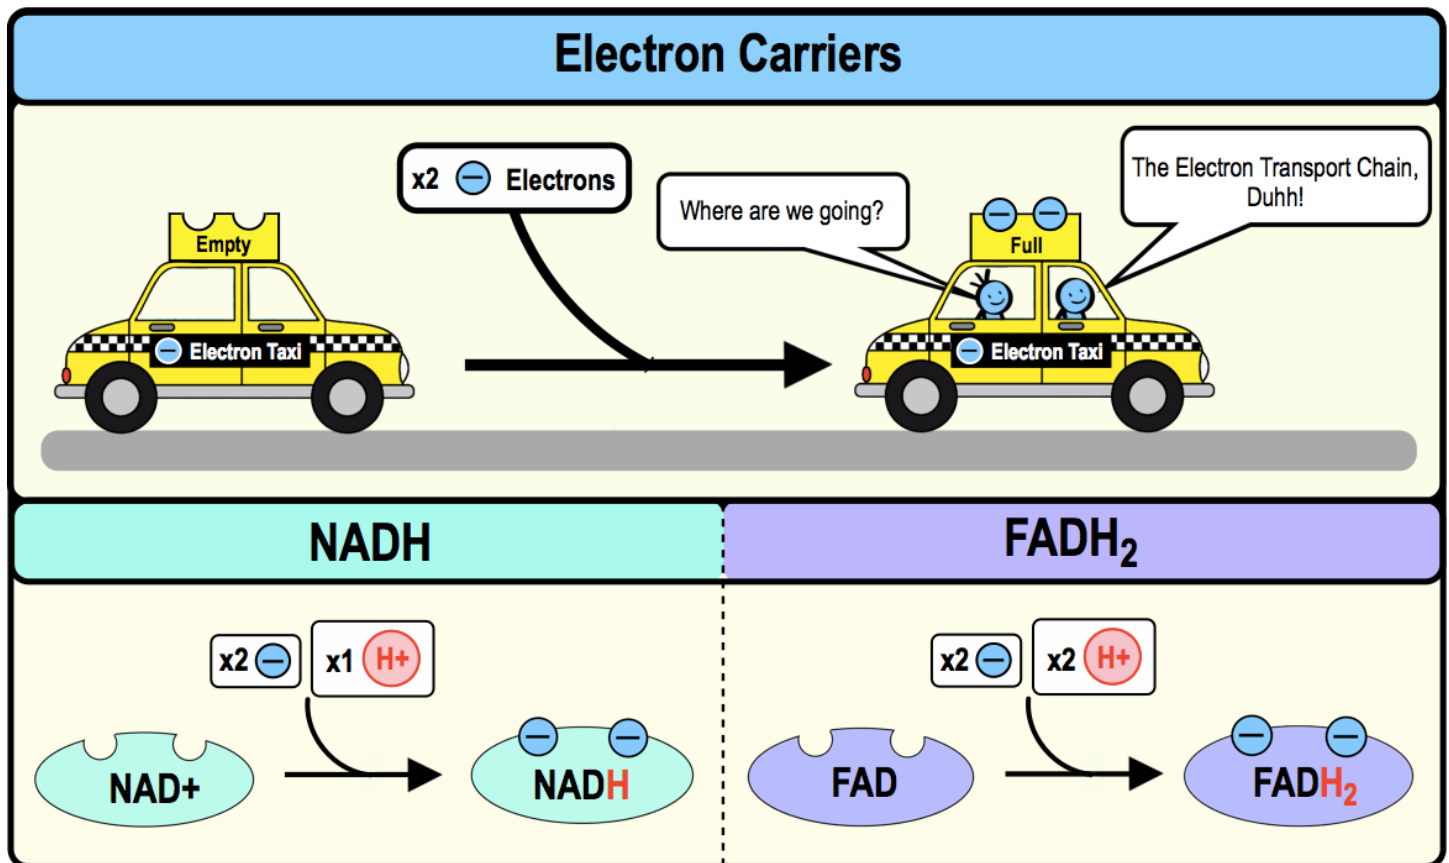 Electron Carriers
x2 − Electrons
Where are we going?
The Electron Transport Chain,
Duhh!
Empty
Full
− Electron Taxi
− Electron Taxi
NADH
FADH₂
x2 −
x1 H+
x2 −
x2 H+
NAD+
NADH
FAD
FADH₂